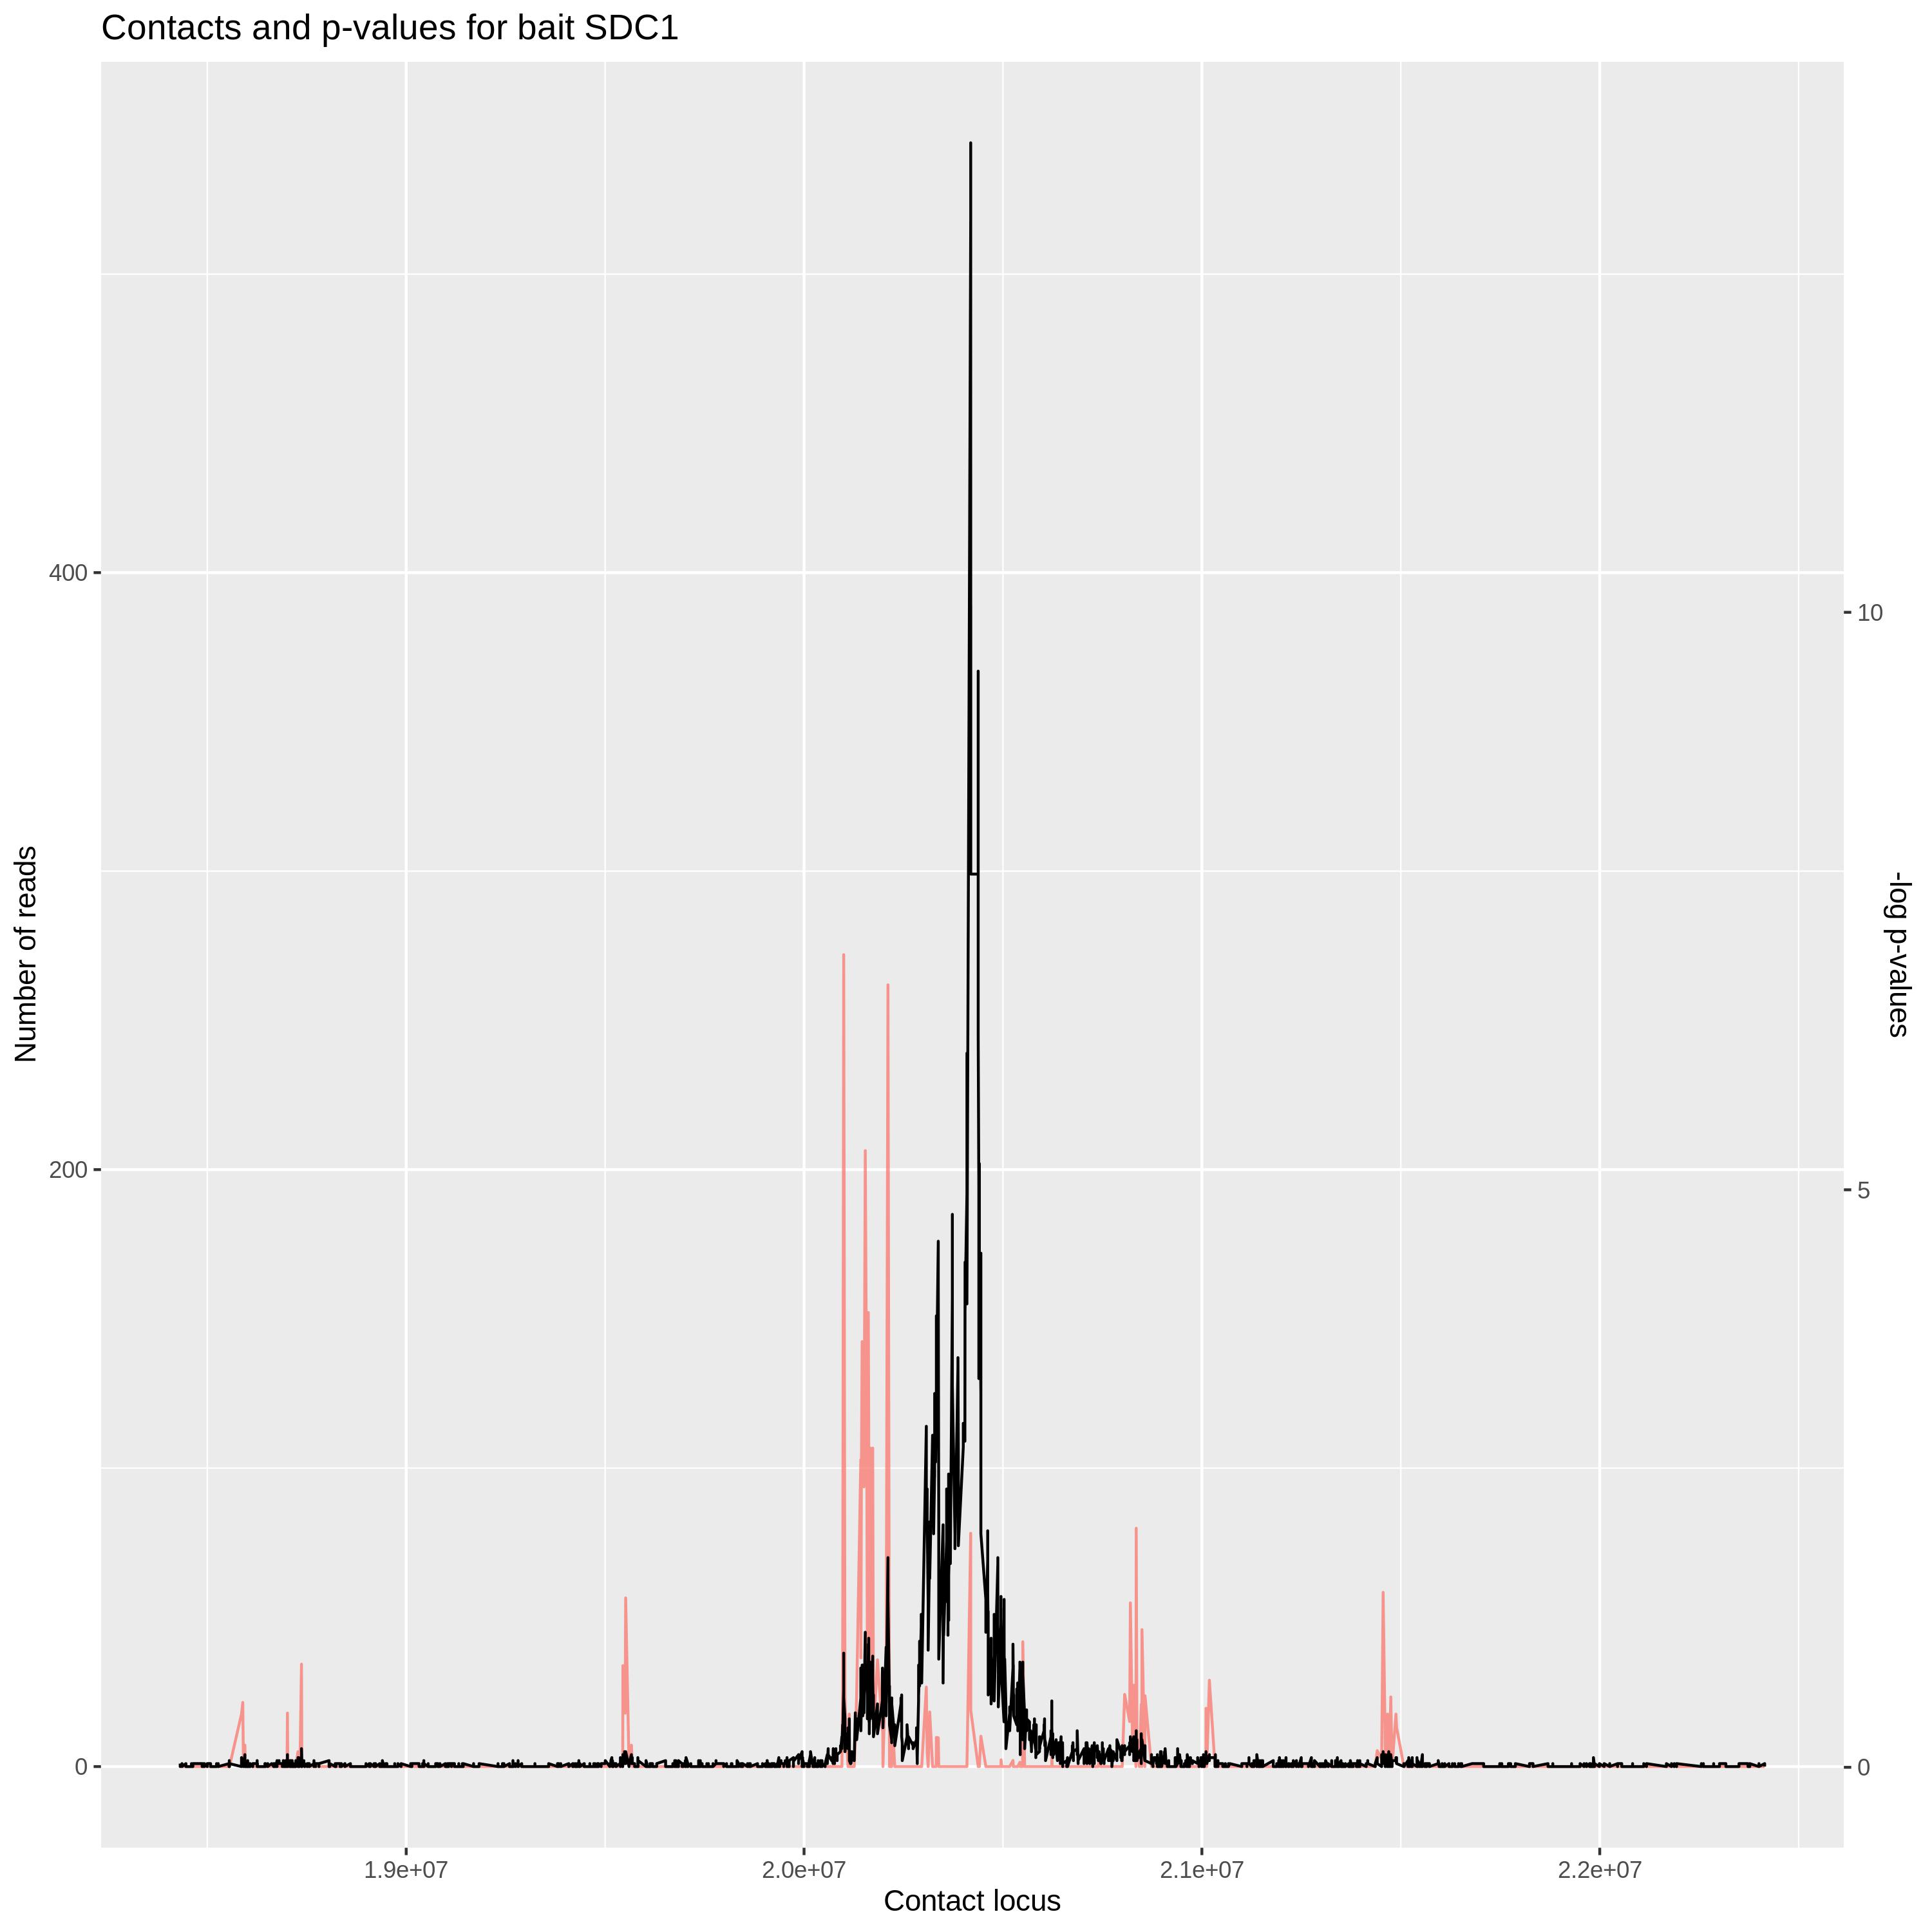 Contacts and p-values for bait SDC1
400
200
0
Number of reads
10
5
0
-log p-values
1.9e+07
2.0e+07
2.1e+07
2.2e+07
Contact locus